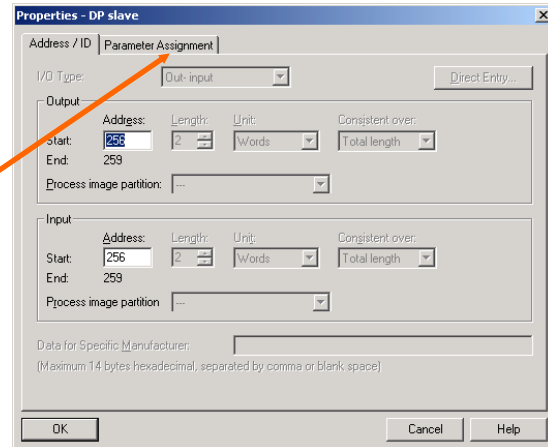 Properties - DP slave
Address / ID Parameter Assignment
I/O Type: Out- input Direct Entry...
Output
Address: Length: Unit: Consistent over:
Start: 256 2 Words Total length
End: 259
Process image partition: ---
Input
Address: Length: Unit: Consistent over:
Start: 256 2 Words Total length
End: 259
Process image partition ---
Data for Specific Manufacturer:
(Maximum 14 bytes hexadecimal, separated by comma or blank space)
OK Cancel Help